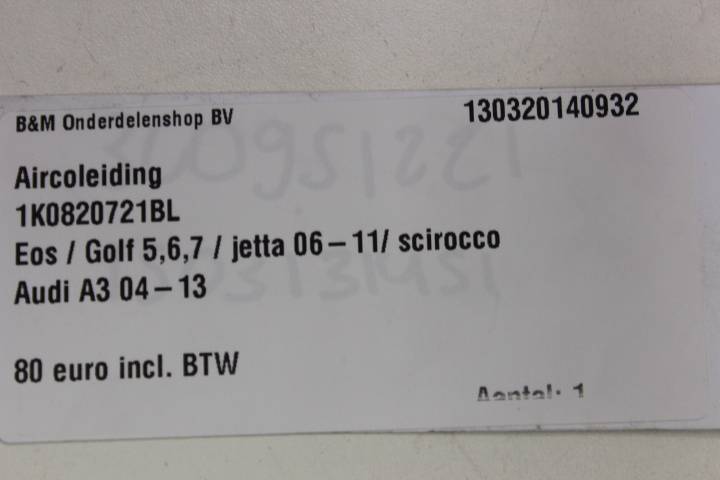 B&M Onderdelenshop BV 130320140932
Aircoleiding
1K0820721BL
Eos / Golf 5,6,7 / jetta 06–11/ scirocco
Audi A3 04–13
80 euro incl. BTW
Aantal: 1